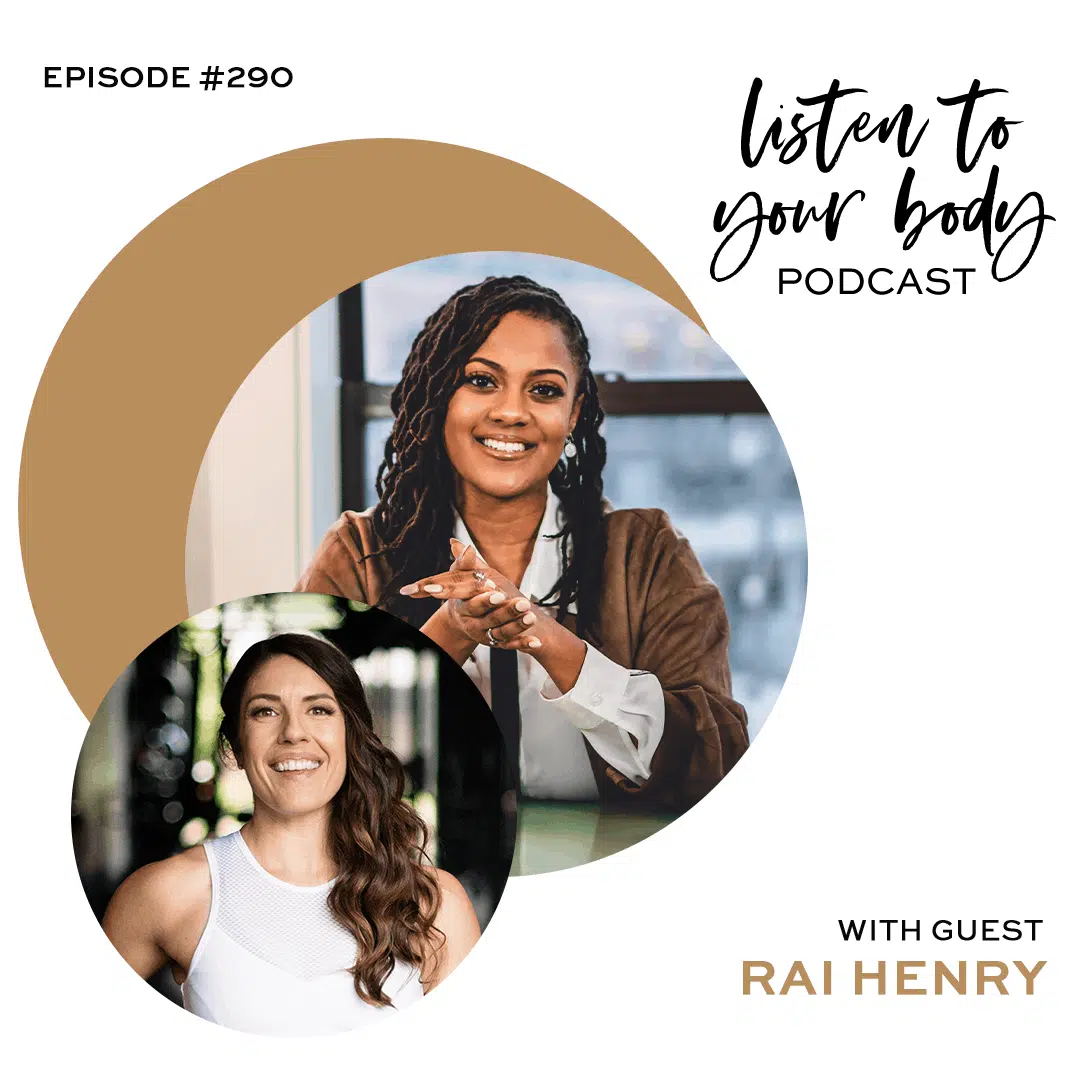 EPISODE #290
listen to
your body
PODCAST
WITH GUEST
RAI HENRY